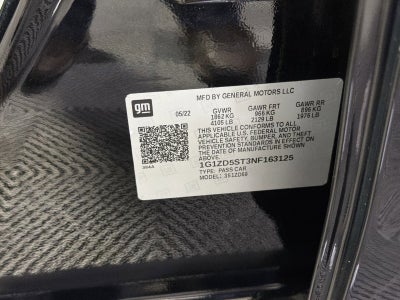 gm
MFD BY GENERAL MOTORS LLC
05/22 GVWR GAWR FRT GAWR RR
1862 KG 966 KG 896 KG
4105 LB 2129 LB 1976 LB
THIS VEHICLE CONFORMS TO ALL
APPLICABLE U.S. FEDERAL MOTOR
VEHICLE SAFETY, BUMPER, AND THEFT
PREVENTION STANDARDS IN EFFECT ON
THE DATE OF MANUFACTURE SHOWN
ABOVE.
1G1ZD5ST3NF163125
TYPE: PASS CAR
MODEL: 351ZD69